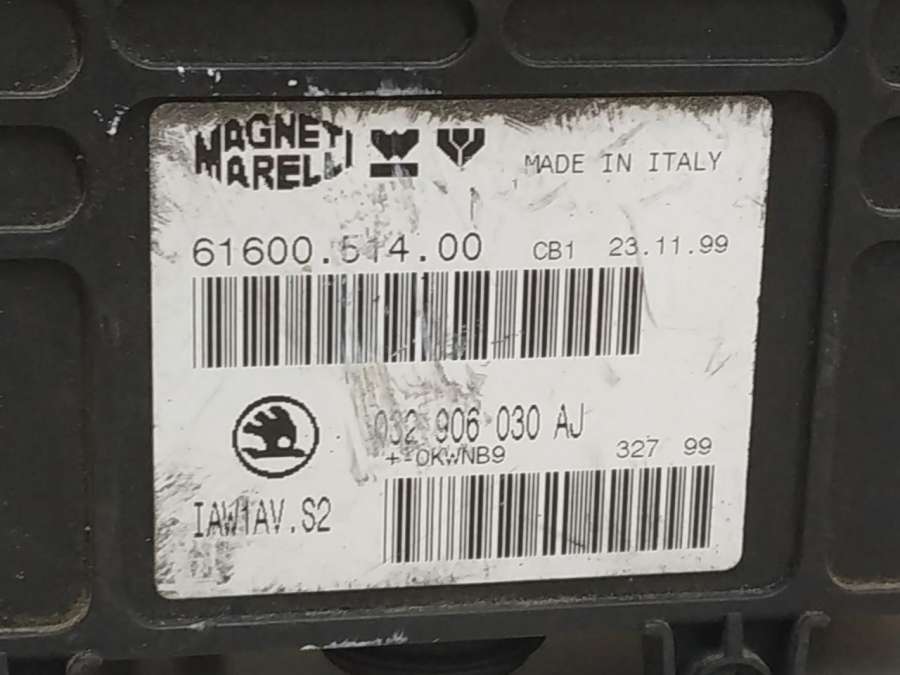 MAGNETI
MARELLI
MADE IN ITALY
61600.514.00 CB1 23.11.99
032 906 030 AJ
+-OKWNB9 327 99
IAW1AV.S2